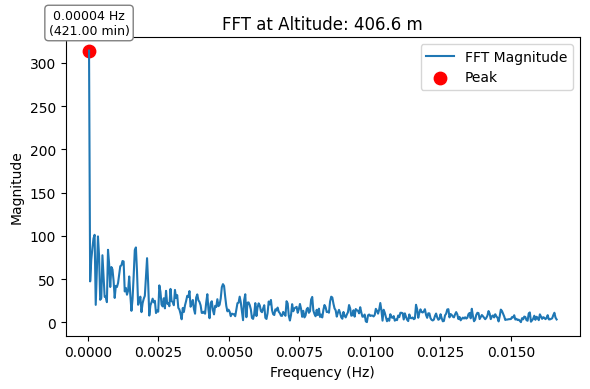 0.00004 Hz
(421.00 min)
FFT at Altitude: 406.6 m
FFT Magnitude
Peak
300
250
200
150
100
50
0
Magnitude
0.0000
0.0025
0.0050
0.0075
0.0100
0.0125
0.0150
Frequency (Hz)